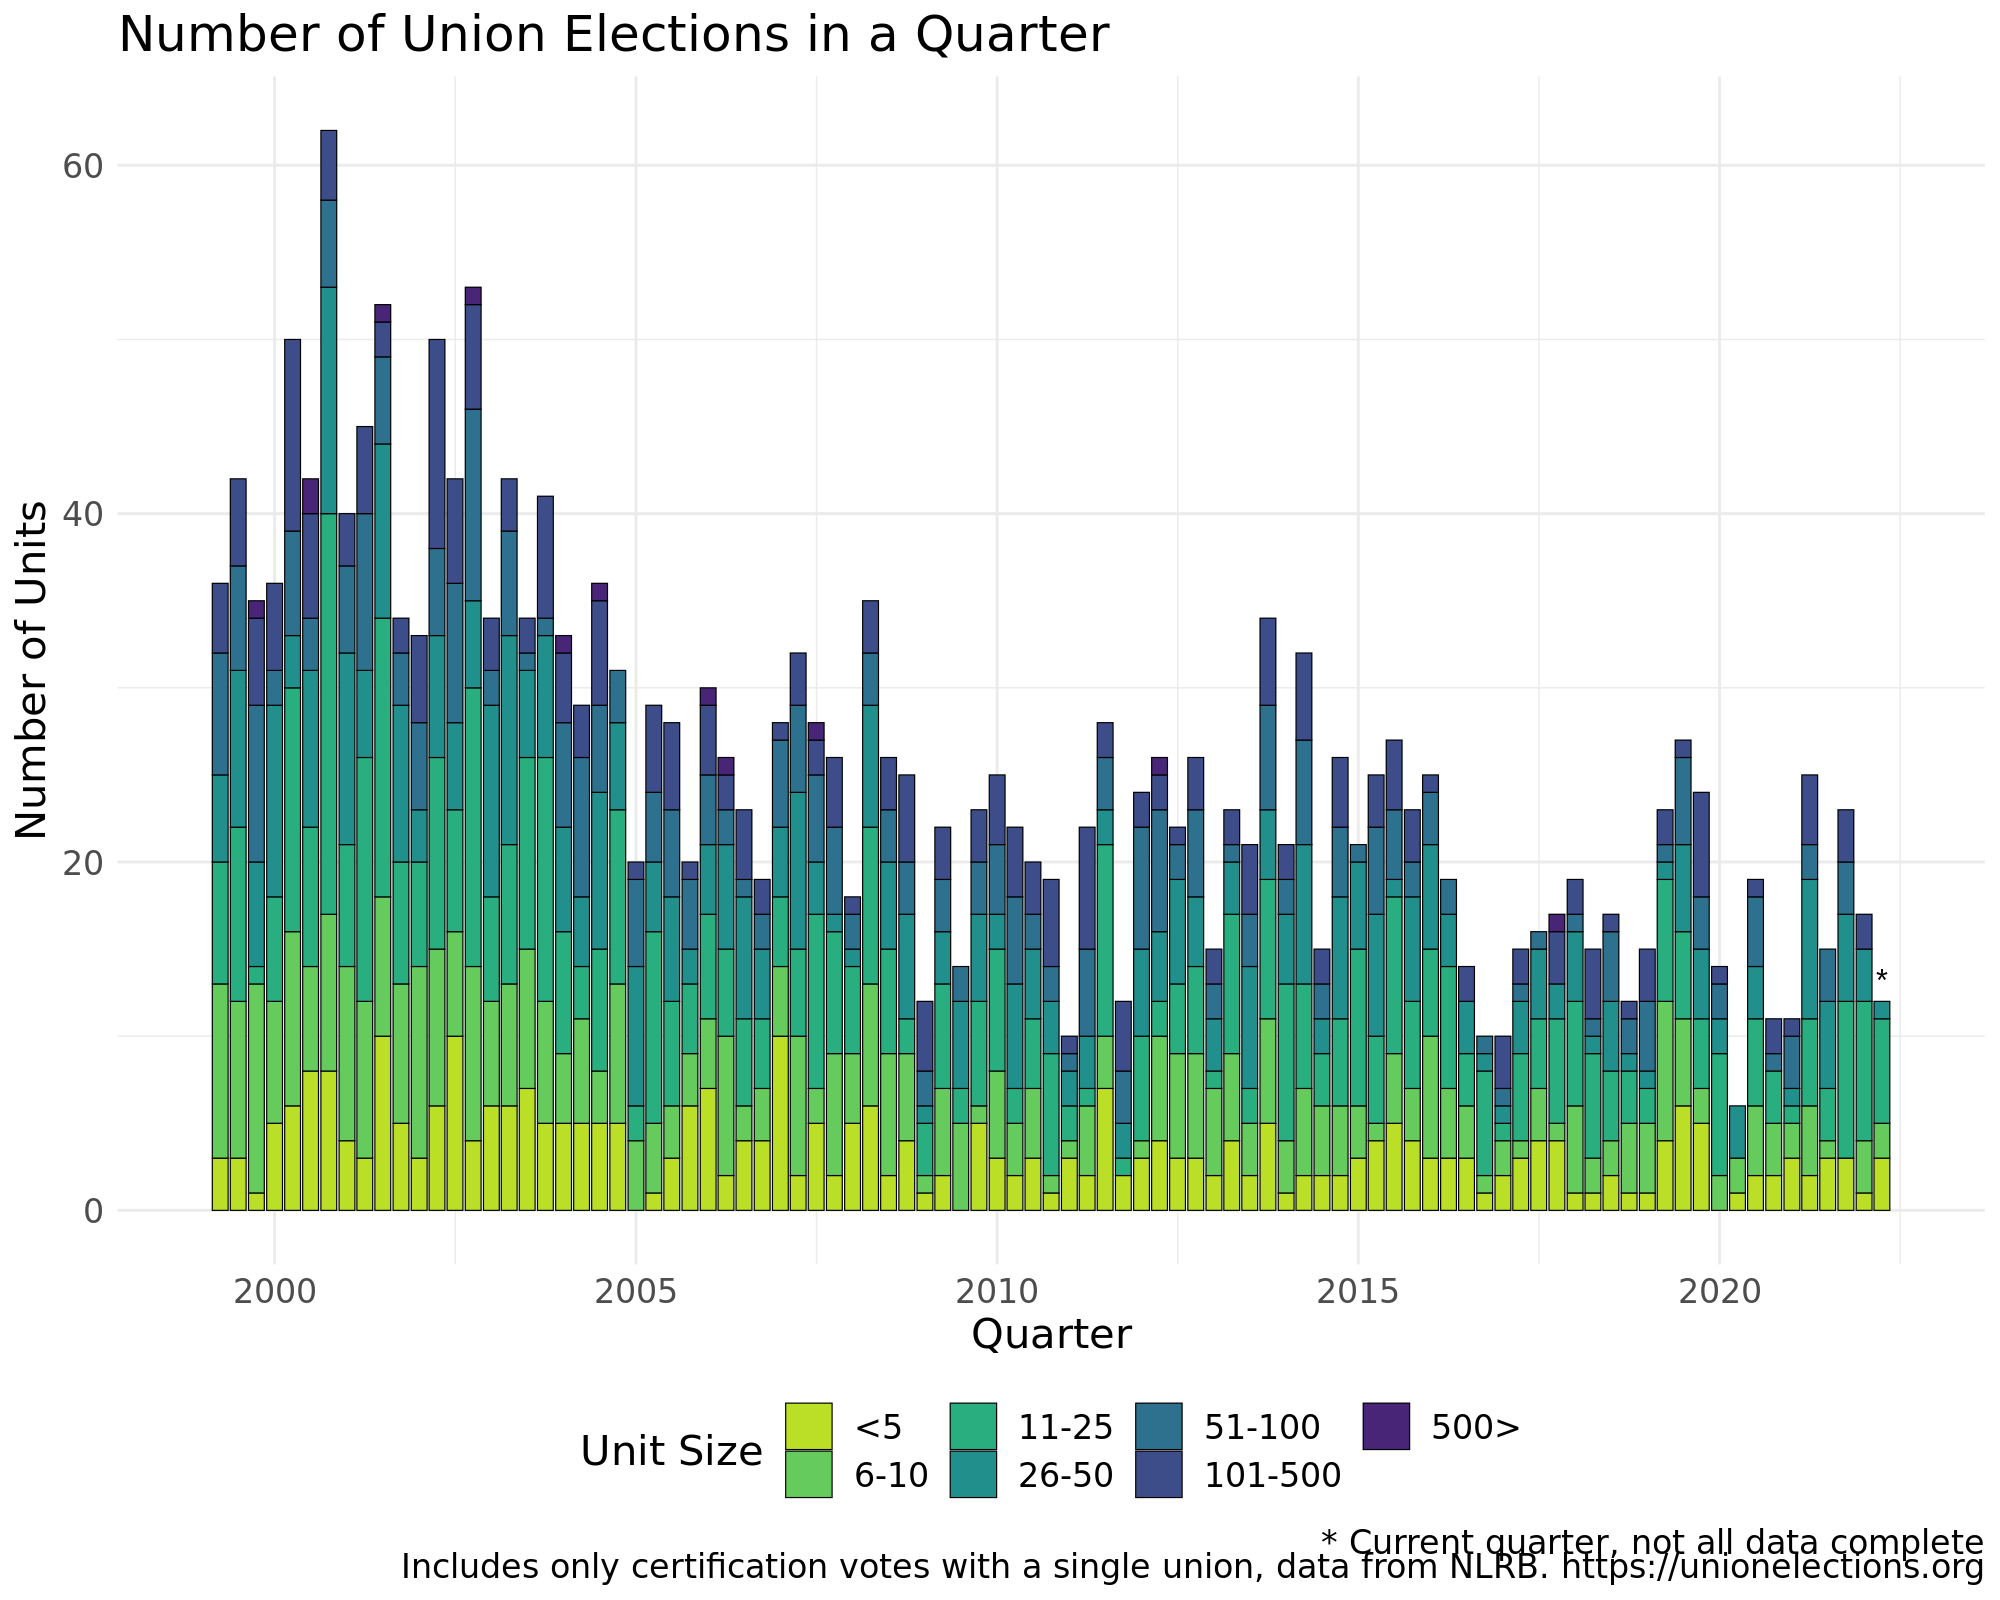 Number of Union Elections in a Quarter
Number of Units
60
40
20
0
*
2000 2005 2010 2015 2020
Quarter
Unit Size
<5 11-25 51-100 500>
6-10 26-50 101-500
* Current quarter, not all data complete
Includes only certification votes with a single union, data from NLRB. https://unionelections.org